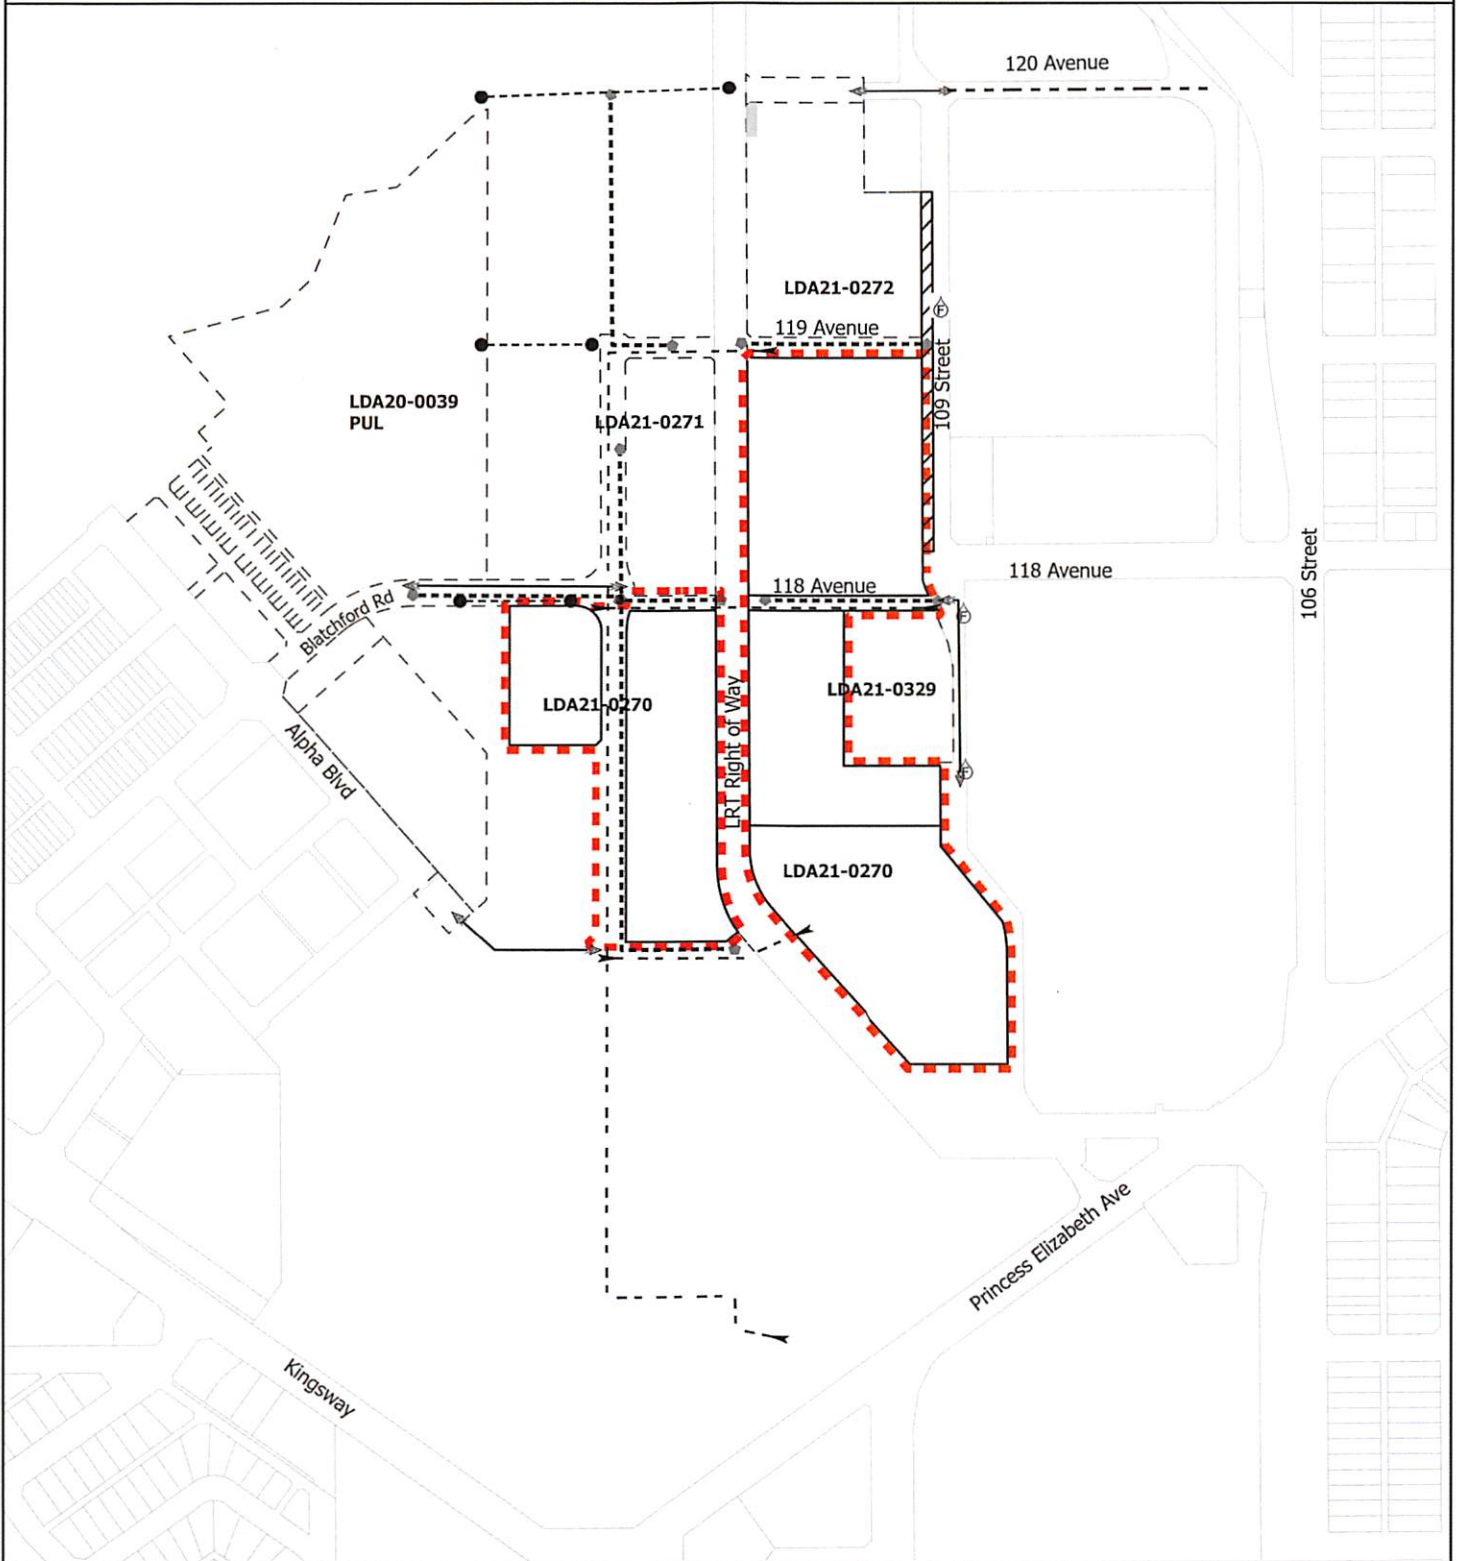 120 Avenue
LDA21-0272
F
119 Avenue
109 Street
LDA20-0039
PUL
LDA21-0271
106 Street
118 Avenue
118 Avenue
Blatchford Rd
F
LRT Right of Way
LDA21-0329
LDA21-0270
Alpha Blvd
F
LDA21-0270
Princess Elizabeth Ave
Kingsway